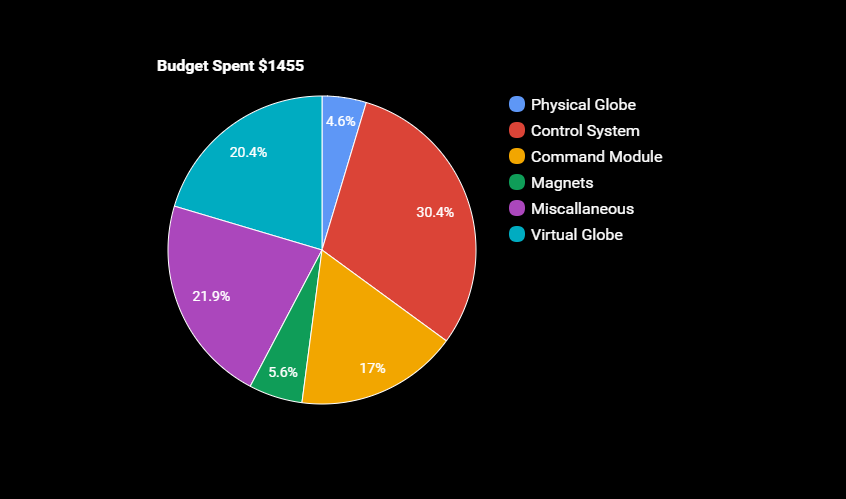 Budget Spent $1455
4.6%
30.4%
17%
5.6%
21.9%
20.4%
Physical Globe
Control System
Command Module
Magnets
Miscallaneous
Virtual Globe